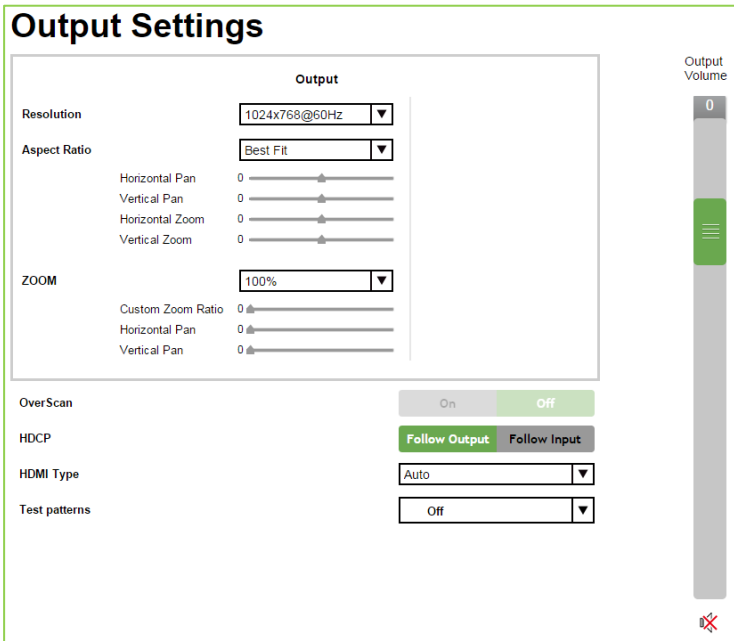 Output Settings
Output
Volume
0
Output
Resolution
1024x768@60Hz
Aspect Ratio
Best Fit
Horizontal Pan 0
Vertical Pan 0
Horizontal Zoom 0
Vertical Zoom 0
ZOOM
100%
Custom Zoom Ratio 0
Horizontal Pan 0
Vertical Pan 0
OverScan
On Off
HDCP
Follow Output Follow Input
HDMI Type
Auto
Test patterns
Off